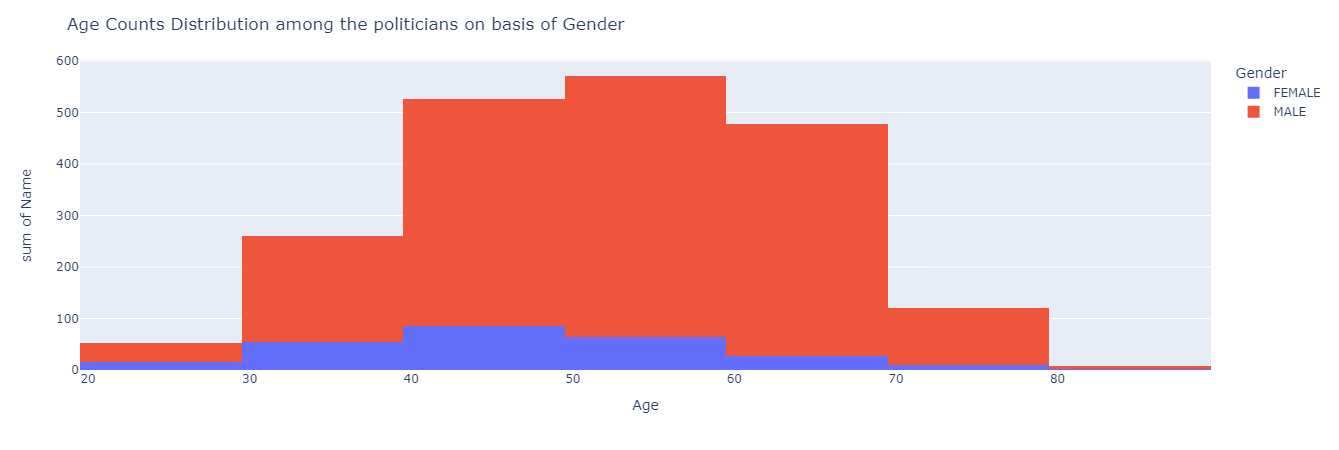 Age Counts Distribution among the politicians on basis of Gender
600
500
400
300
200
100
0
sum of Name
20 30 40 50 60 70 80
Age
Gender
FEMALE
MALE